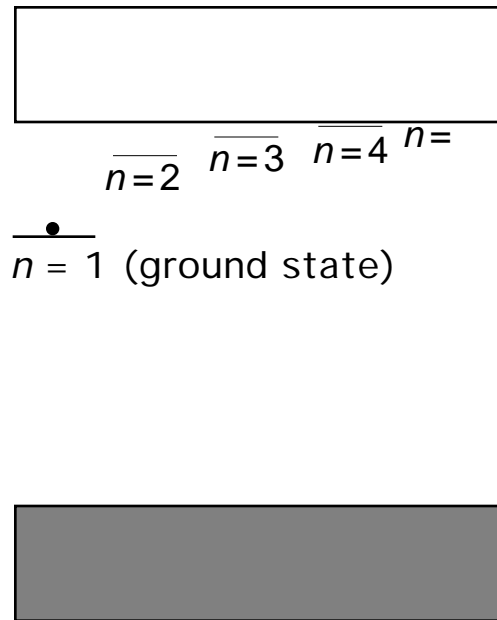 n=2 n=3 n=4 n=
n = 1 (ground state)